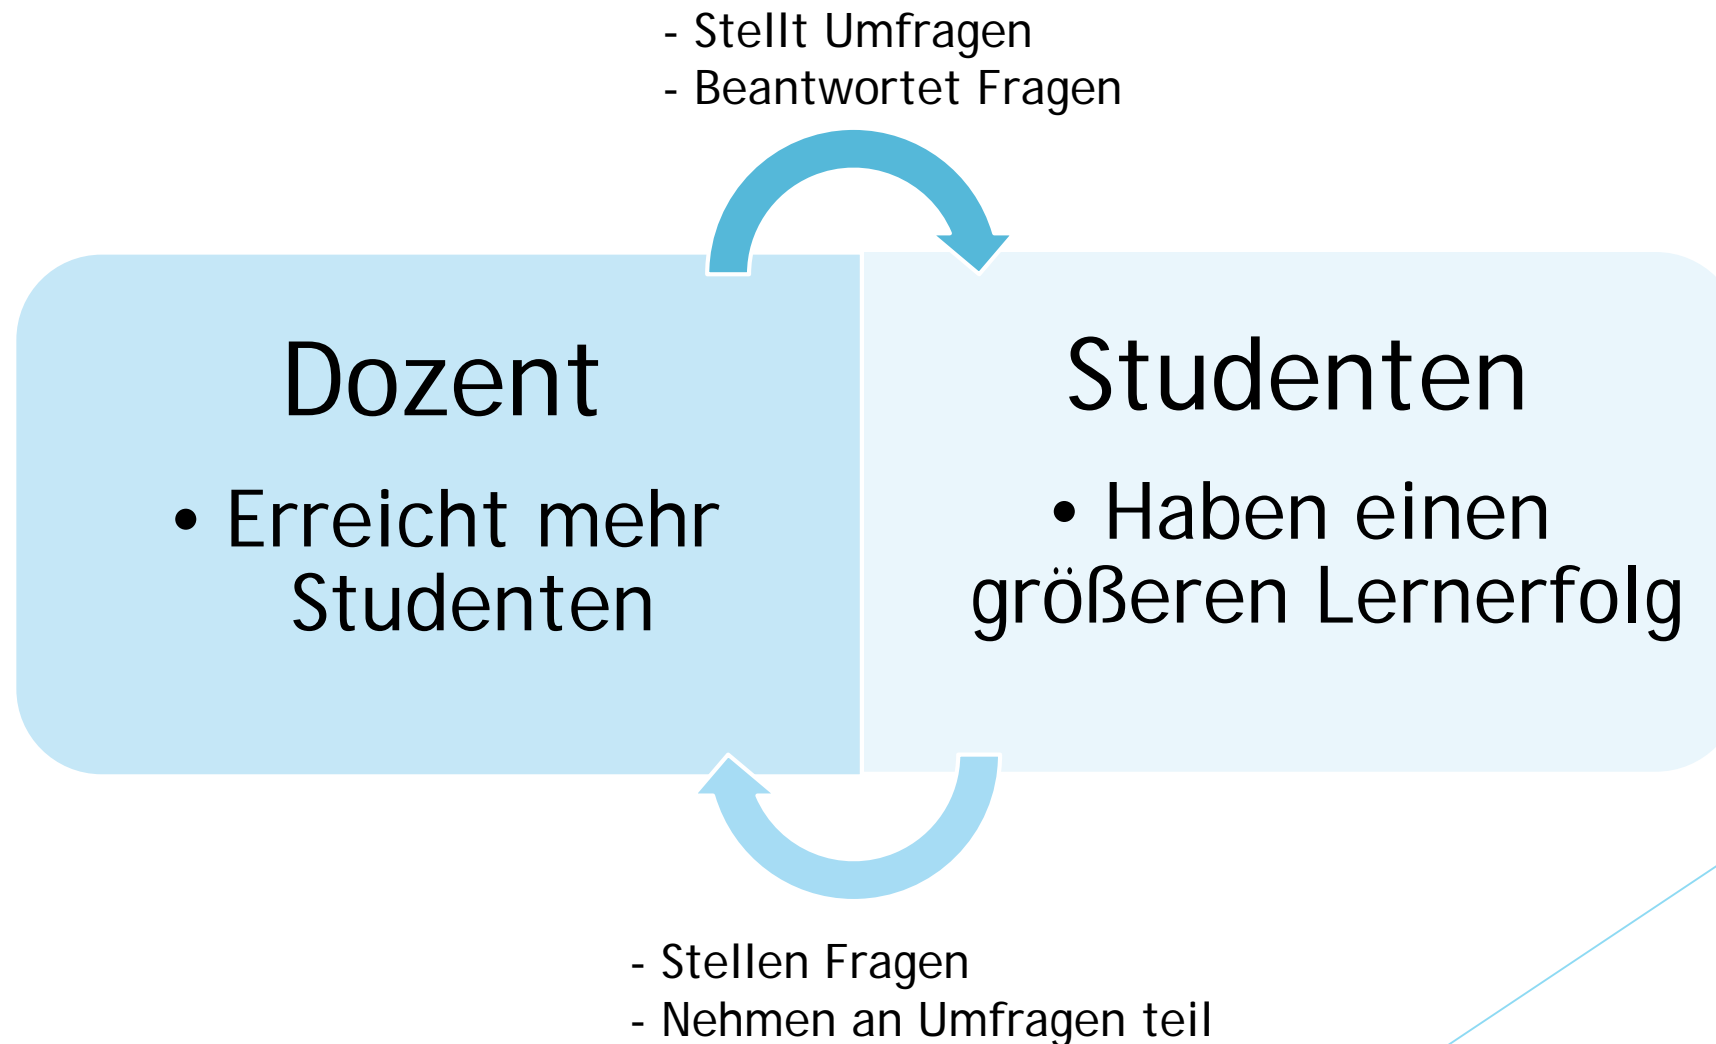 - Stellt Umfragen
- Beantwortet Fragen
Dozent
• Erreicht mehr
Studenten
Studenten
• Haben einen
größeren Lernerfolg
- Stellen Fragen
- Nehmen an Umfragen teil